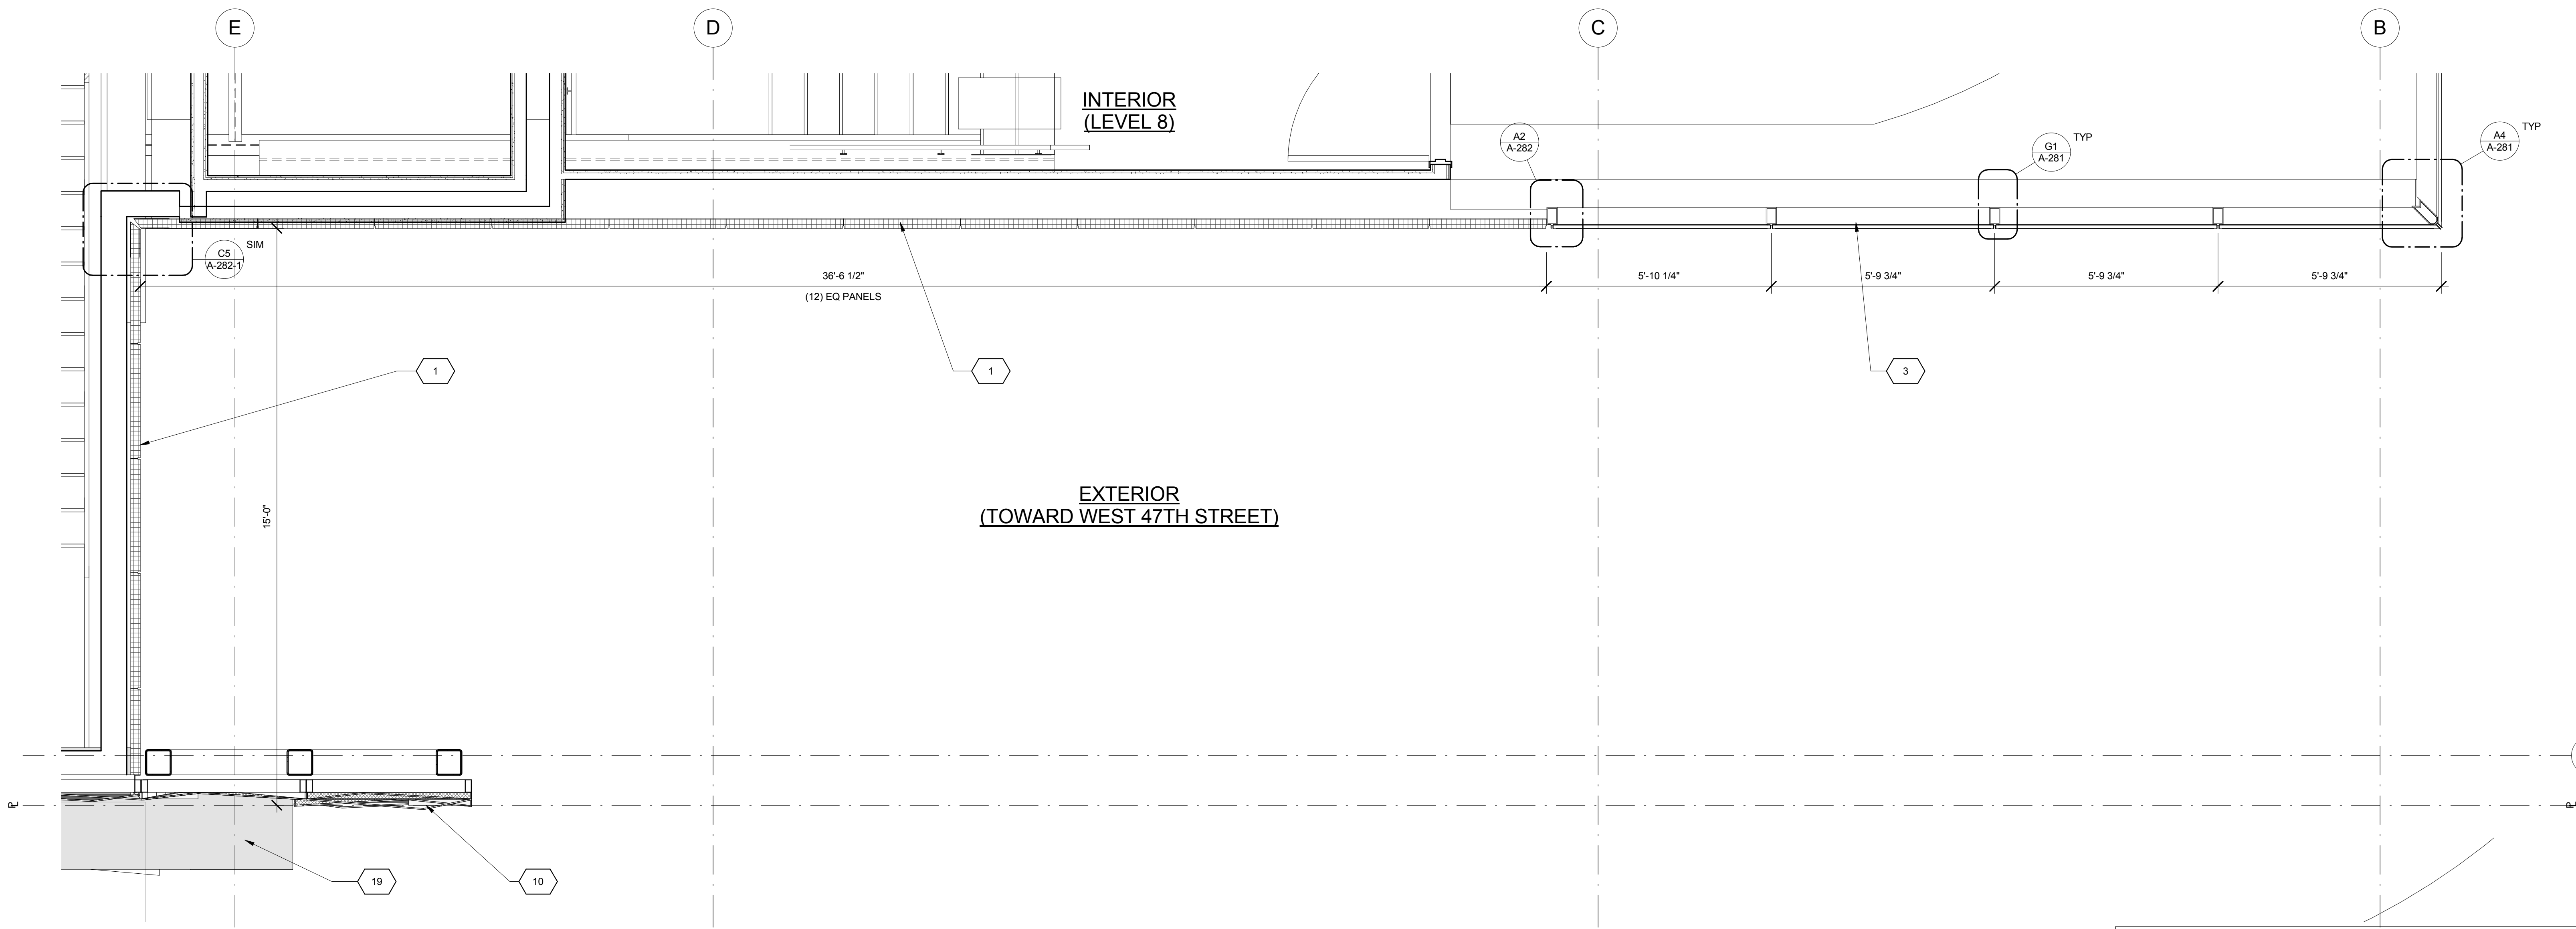 E
D
C
B
INTERIOR
(LEVEL 8)
A2
A-282
G1
A-281
TYP
A4
A-281
TYP
C5
A-282-1
SIM
36'-6 1/2"
(12) EQ PANELS
5'-10 1/4"
5'-9 3/4"
5'-9 3/4"
5'-9 3/4"
1
1
3
15'-0"
EXTERIOR
(TOWARD WEST 47TH STREET)
PL
PL
19
10